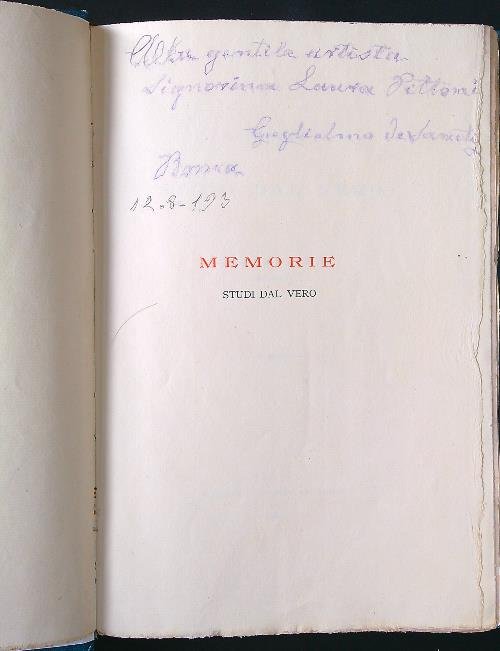 Alla gentile artista
Signorina Laura Pittoni
Guglielmo De Sanctis
Roma
12-8-193
MEMORIE
STUDI DAL VERO